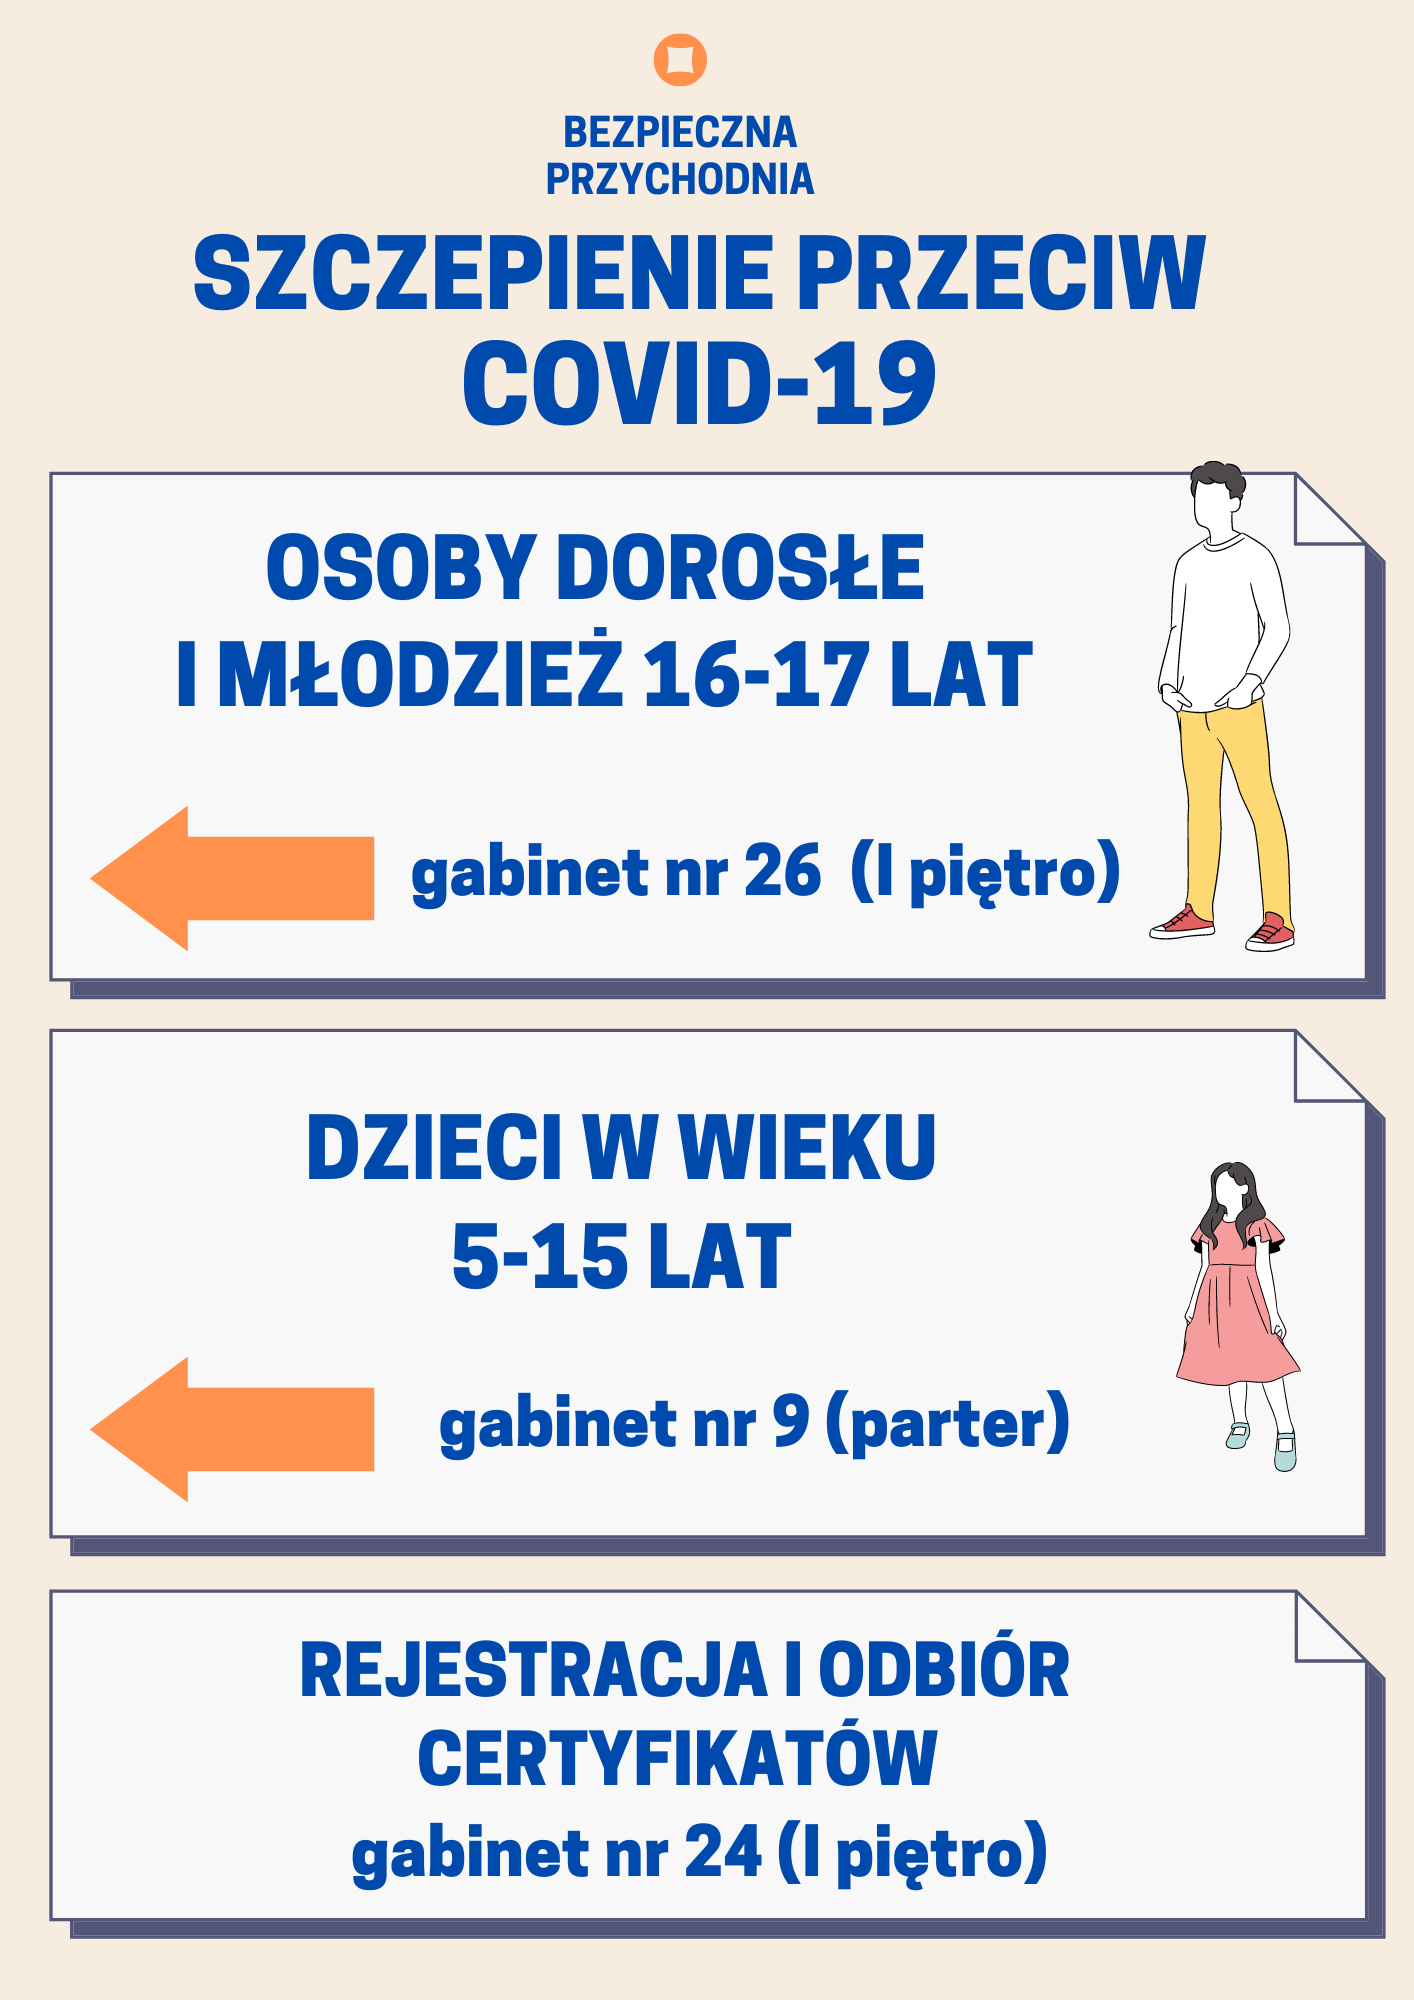 BEZPIECZNA
PRZYCHODNIA
SZCZEPIENIE PRZECIW
COVID-19
OSOBY DOROSŁE
I MŁODZIEŻ 16-17 LAT
gabinet nr 26 (I piętro)
DZIECI W WIEKU
5-15 LAT
gabinet nr 9 (parter)
REJESTRACJA I ODBIÓR
CERTYFIKATÓW
gabinet nr 24 (I piętro)